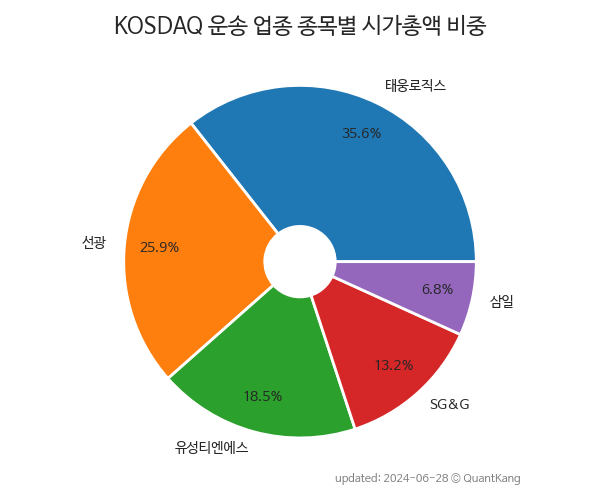 KOSDAQ 운송 업종 종목별 시가총액 비중
태웅로직스
35.6%
선광
25.9%
6.8%
삼일
13.2%
18.5%
SG&G
유성티엔에스
updated: 2024-06-28 © QuantKang